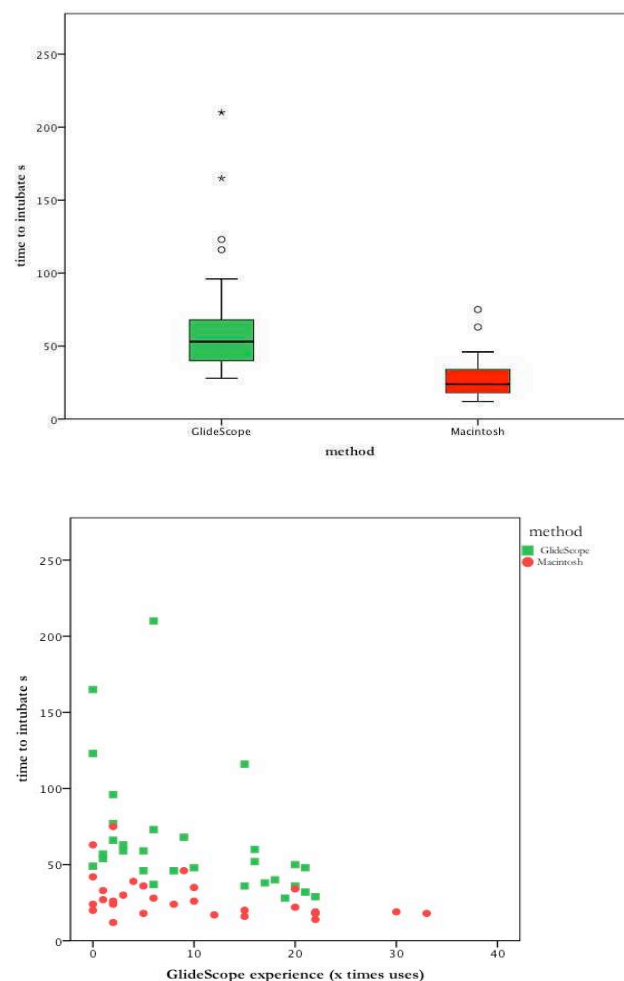 250
200
150
100
50
0
time to intubate s
GlideScope
Macintosh
method
method
GlideScope
Macintosh
250
200
150
100
50
0
time to intubate s
0
10
20
30
40
GlideScope experience (x times uses)